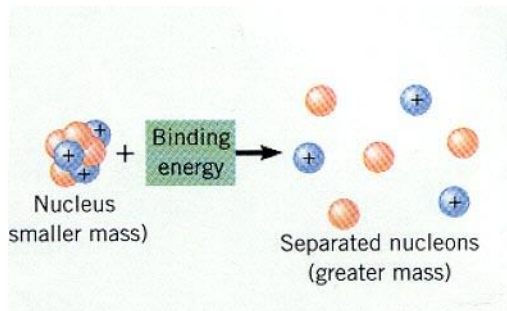 +
Binding
energy
Nucleus
smaller mass)
Separated nucleons
(greater mass)